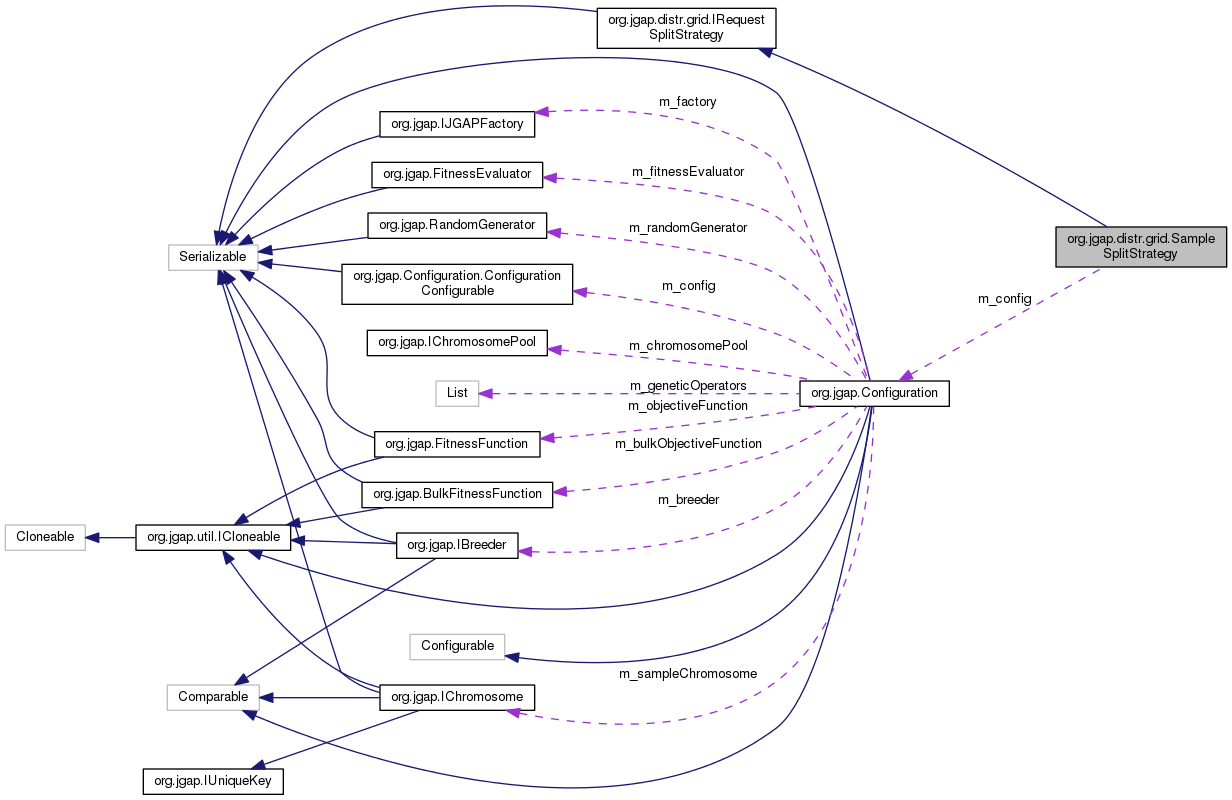 org.jgap.distr.grid.IRequest
SplitStrategy
m_factory
org.jgap.IJGAPFactory
m_fitnessEvaluator
org.jgap.FitnessEvaluator
m_randomGenerator
org.jgap.RandomGenerator
org.jgap.distr.grid.Sample
SplitStrategy
Serializable
org.jgap.Configuration.Configuration
Configurable
m_config
m_config
org.jgap.IChromosomePool
m_chromosomePool
List
m_geneticOperators
org.jgap.Configuration
m_objectiveFunction
org.jgap.FitnessFunction
m_bulkObjectiveFunction
org.jgap.BulkFitnessFunction
m_breeder
Cloneable
org.jgap.util.ICloneable
org.jgap.IBreeder
Configurable
m_sampleChromosome
Comparable
org.jgap.IChromosome
org.jgap.IUniqueKey